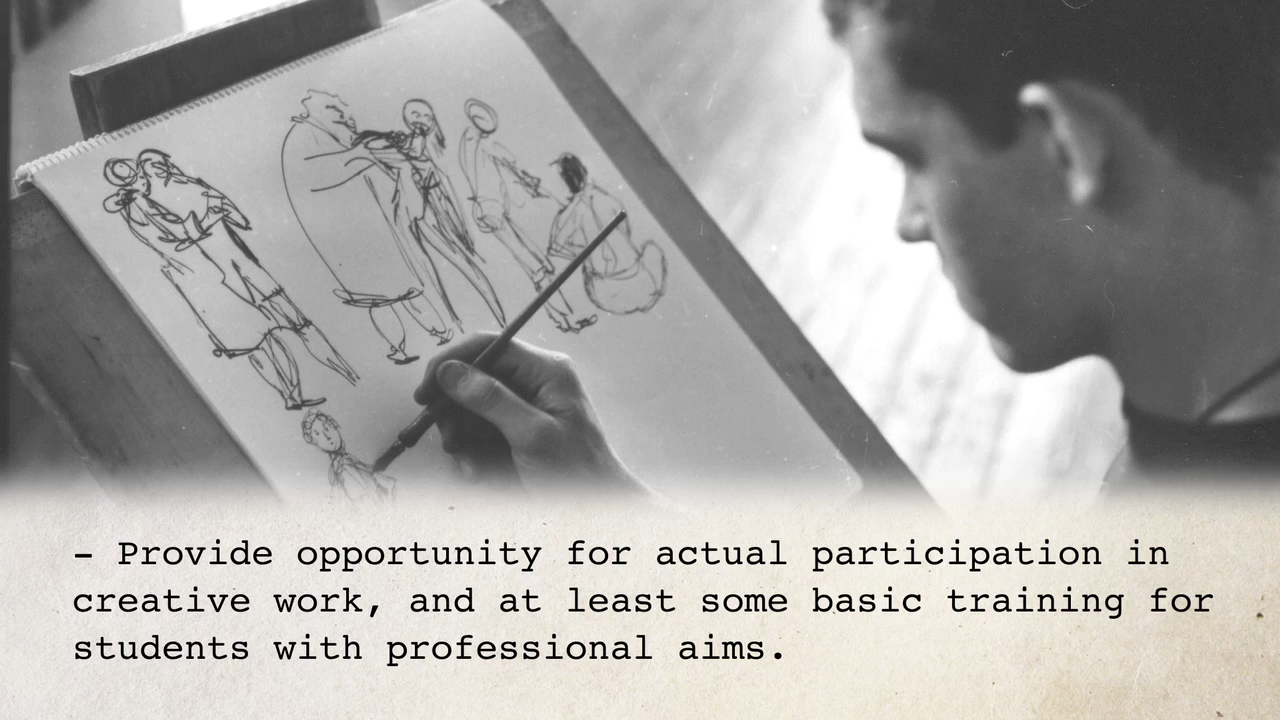 – Provide opportunity for actual participation in
creative work, and at least some basic training for
students with professional aims.